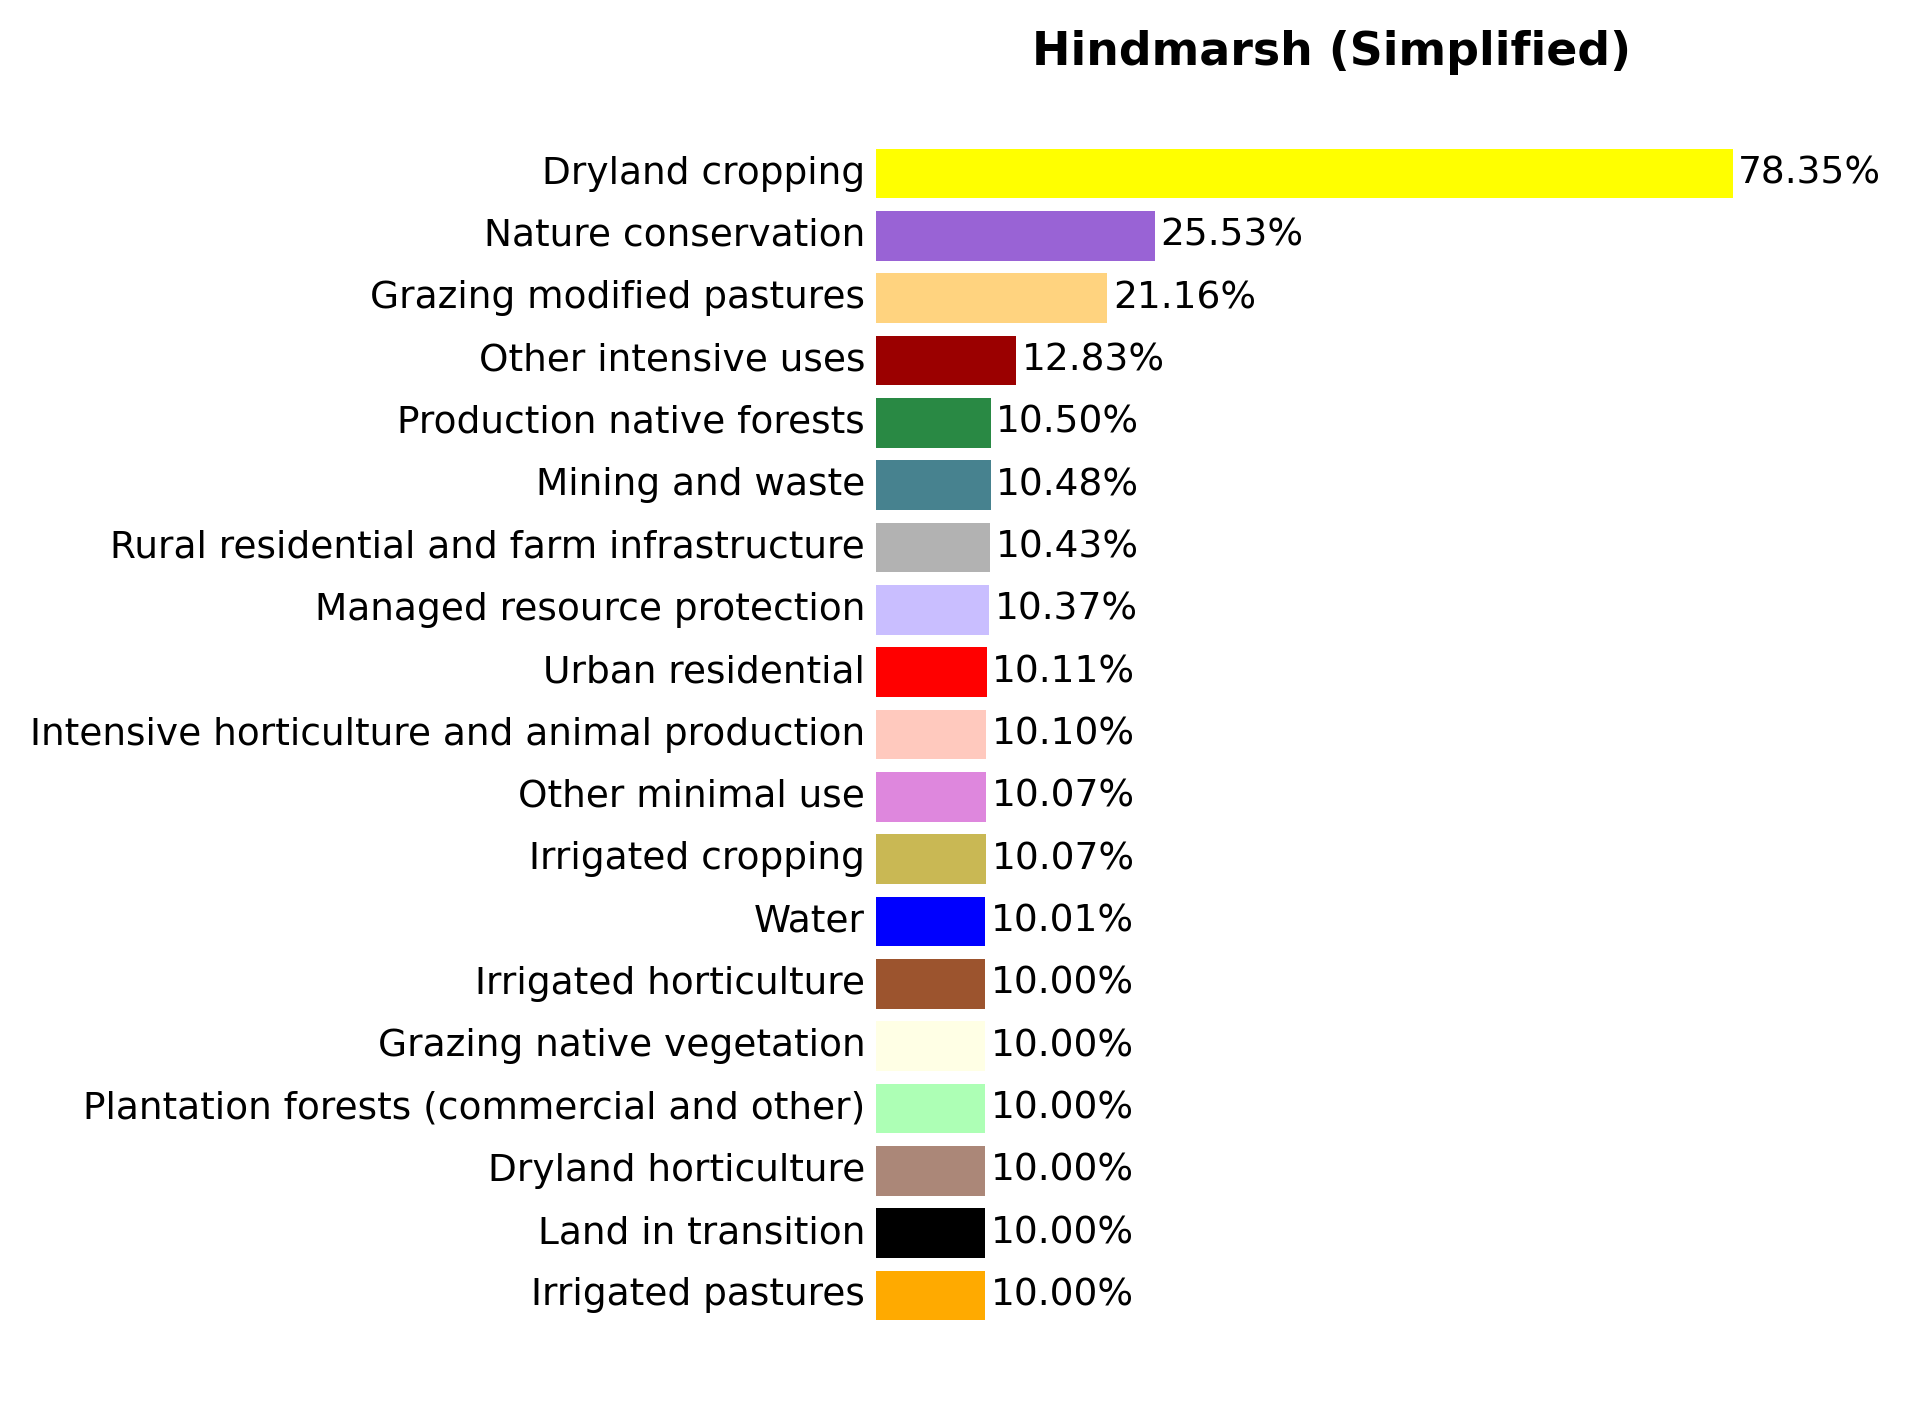 Hindmarsh (Simplified)
Dryland cropping 78.35%
Nature conservation 25.53%
Grazing modified pastures 21.16%
Other intensive uses 12.83%
Production native forests 10.50%
Mining and waste 10.48%
Rural residential and farm infrastructure 10.43%
Managed resource protection 10.37%
Urban residential 10.11%
Intensive horticulture and animal production 10.10%
Other minimal use 10.07%
Irrigated cropping 10.07%
Water 10.01%
Irrigated horticulture 10.00%
Grazing native vegetation 10.00%
Plantation forests (commercial and other) 10.00%
Dryland horticulture 10.00%
Land in transition 10.00%
Irrigated pastures 10.00%